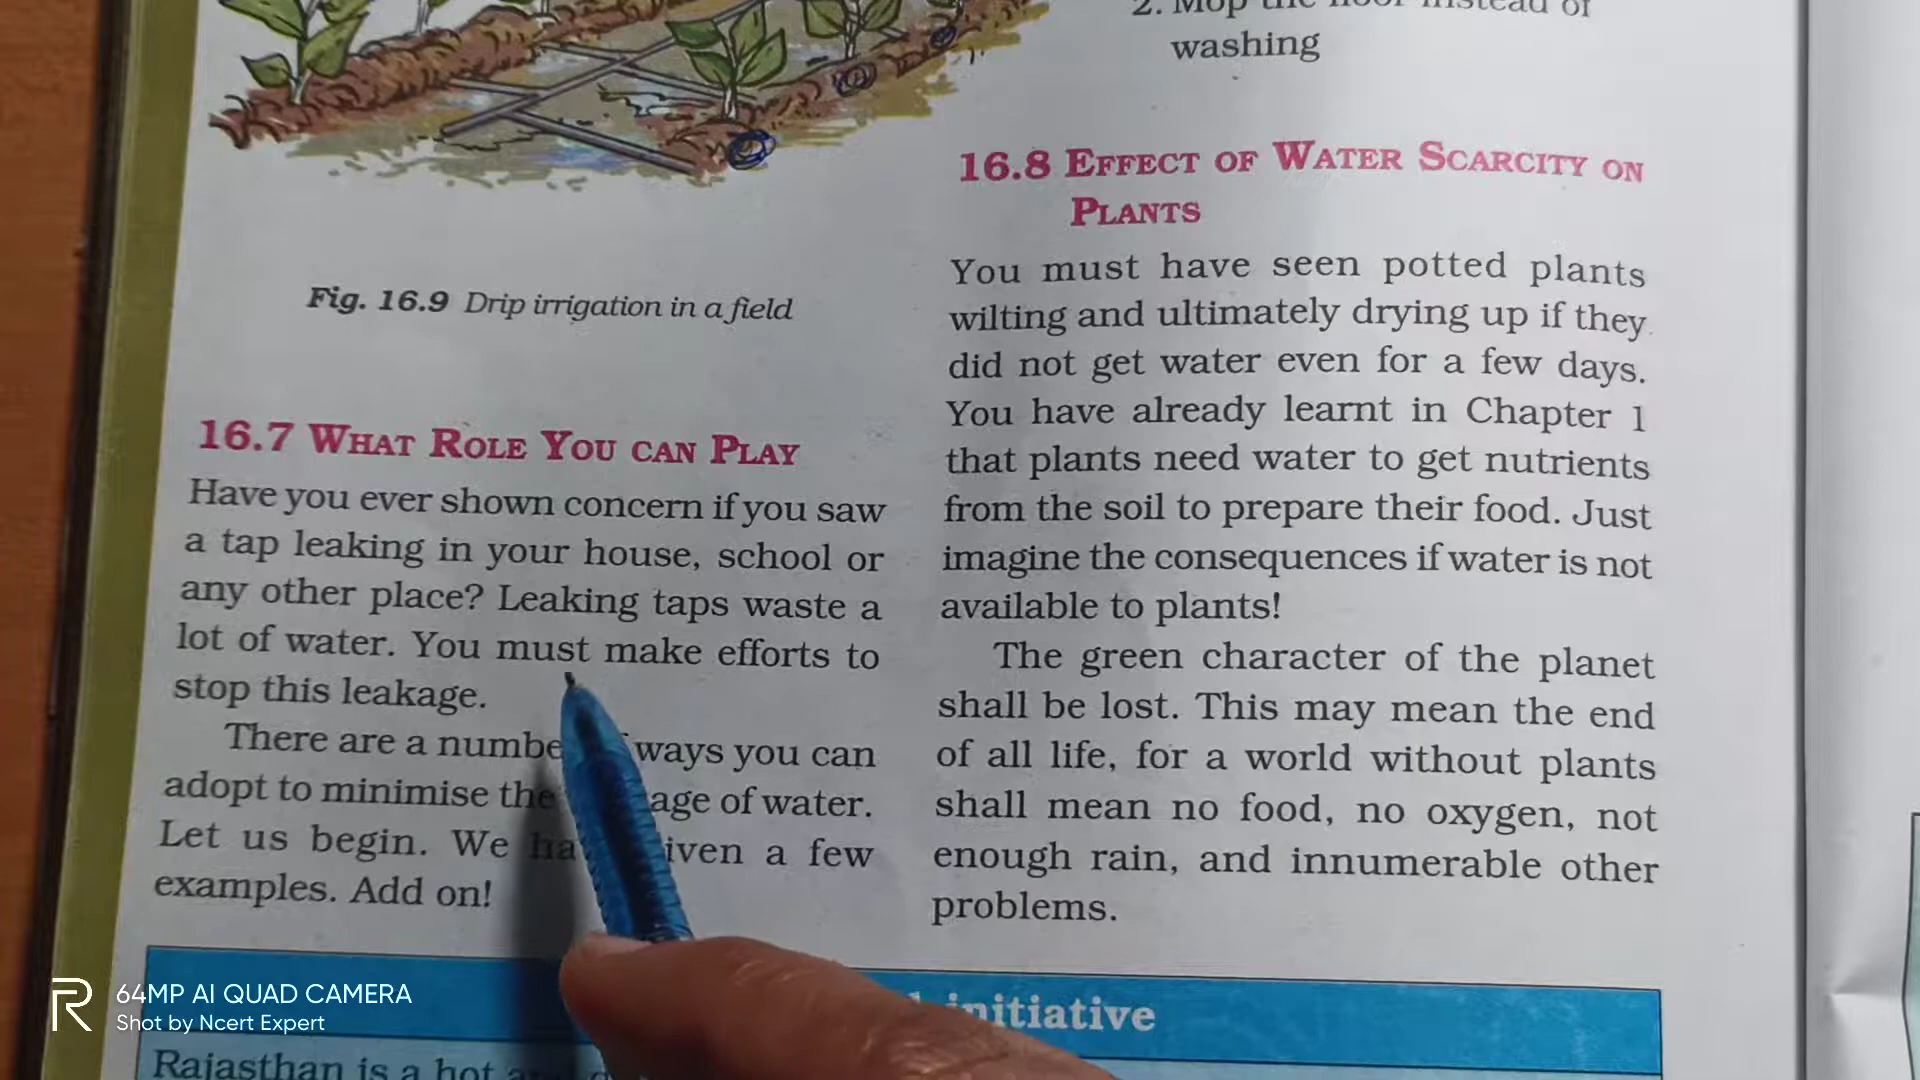 Fig. 16.9 Drip irrigation in a field
16.7 WHAT ROLE YOU CAN PLAY
Have you ever shown concern if you saw
a tap leaking in your house, school or
any other place? Leaking taps waste a
lot of water. You must make efforts to
stop this leakage.
There are a number ways you can
adopt to minimise the of water.
Let us begin. We given a few
examples. Add on!
2. Mop the floor instead of
washing
16.8 EFFECT OF WATER SCARCITY ON
PLANTS
You must have seen potted plants
wilting and ultimately drying up if they
did not get water even for a few days.
You have already learnt in Chapter 1
that plants need water to get nutrients
from the soil to prepare their food. Just
imagine the consequences if water is not
available to plants!
The green character of the planet
shall be lost. This may mean the end
of all life, for a world without plants
shall mean no food, no oxygen, not
enough rain, and innumerable other
problems.
initiative
Rajasthan is a hot
64MP AI QUAD CAMERA
Shot by Ncert Expert